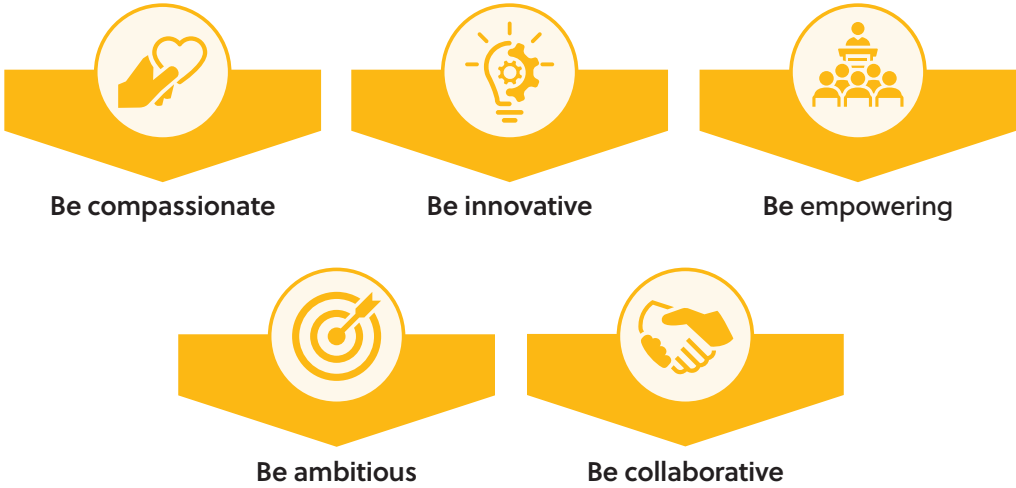 Be compassionate
Be innovative
Be empowering
Be ambitious
Be collaborative